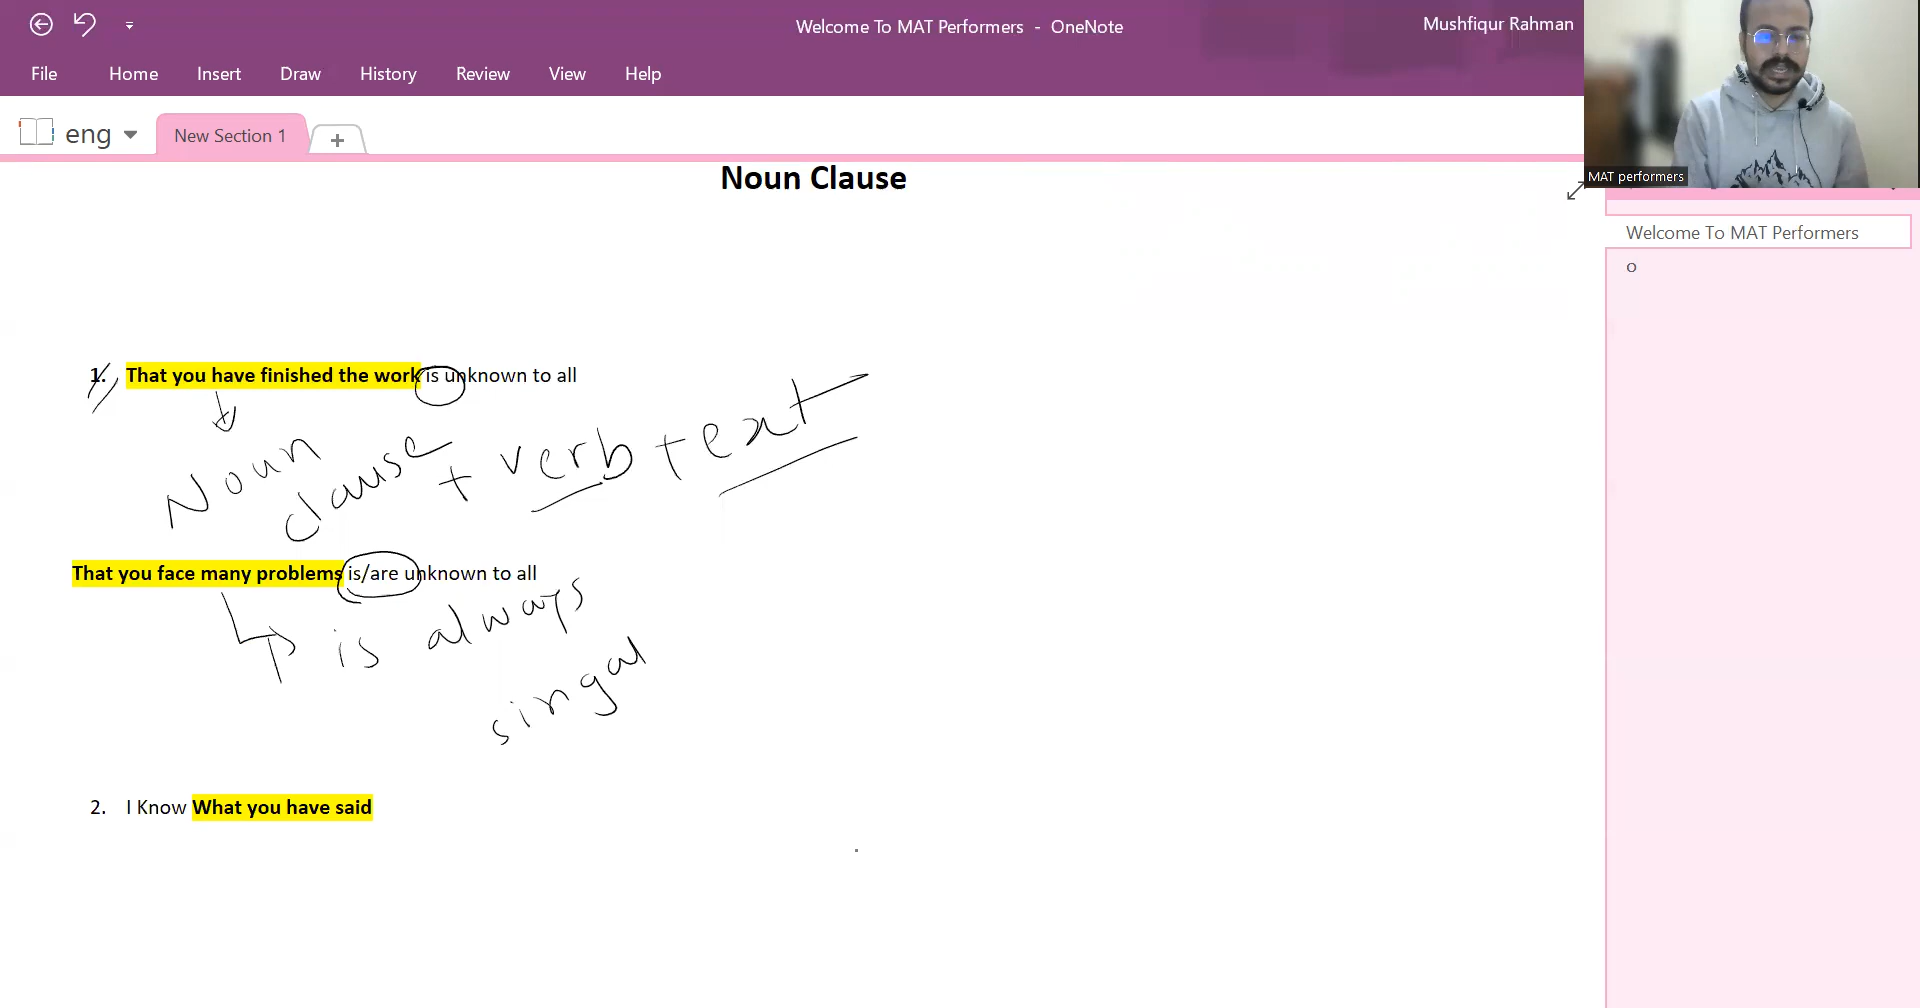 Welcome To MAT Performers - OneNote
Mushfiqur Rahman
File Home Insert Draw History Review View Help
MAT performers
eng
New Section 1
+
Noun Clause
Welcome To MAT Performers
o
1. That you have finished the work is unknown to all
Noun clause + verb + ext
That you face many problems is/are unknown to all
is always
singal
2. I Know What you have said